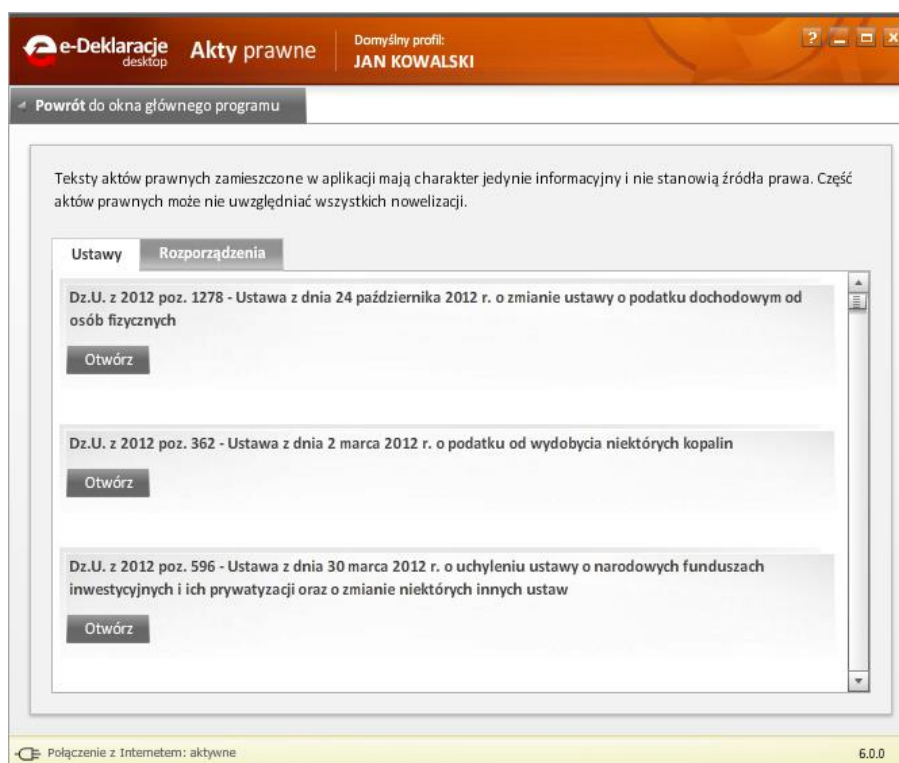 e-Deklaracje
desktop
Akty prawne
Domyślny profil:
JAN KOWALSKI
?
Powrót do okna głównego programu
Teksty aktów prawnych zamieszczone w aplikacji mają charakter jedynie informacyjny i nie stanowią źródła prawa. Część
aktów prawnych może nie uwzględniać wszystkich nowelizacji.
Ustawy
Rozporządzenia
Dz.U. z 2012 poz. 1278 - Ustawa z dnia 24 października 2012 r. o zmianie ustawy o podatku dochodowym od
osób fizycznych
Otwórz
Dz.U. z 2012 poz. 362 - Ustawa z dnia 2 marca 2012 r. o podatku od wydobycia niektórych kopalin
Otwórz
Dz.U. z 2012 poz. 596 - Ustawa z dnia 30 marca 2012 r. o uchyleniu ustawy o narodowych funduszach
inwestycyjnych i ich prywatyzacji oraz o zmianie niektórych innych ustaw
Otwórz
Połączenie z Internetem: aktywne
6.0.0